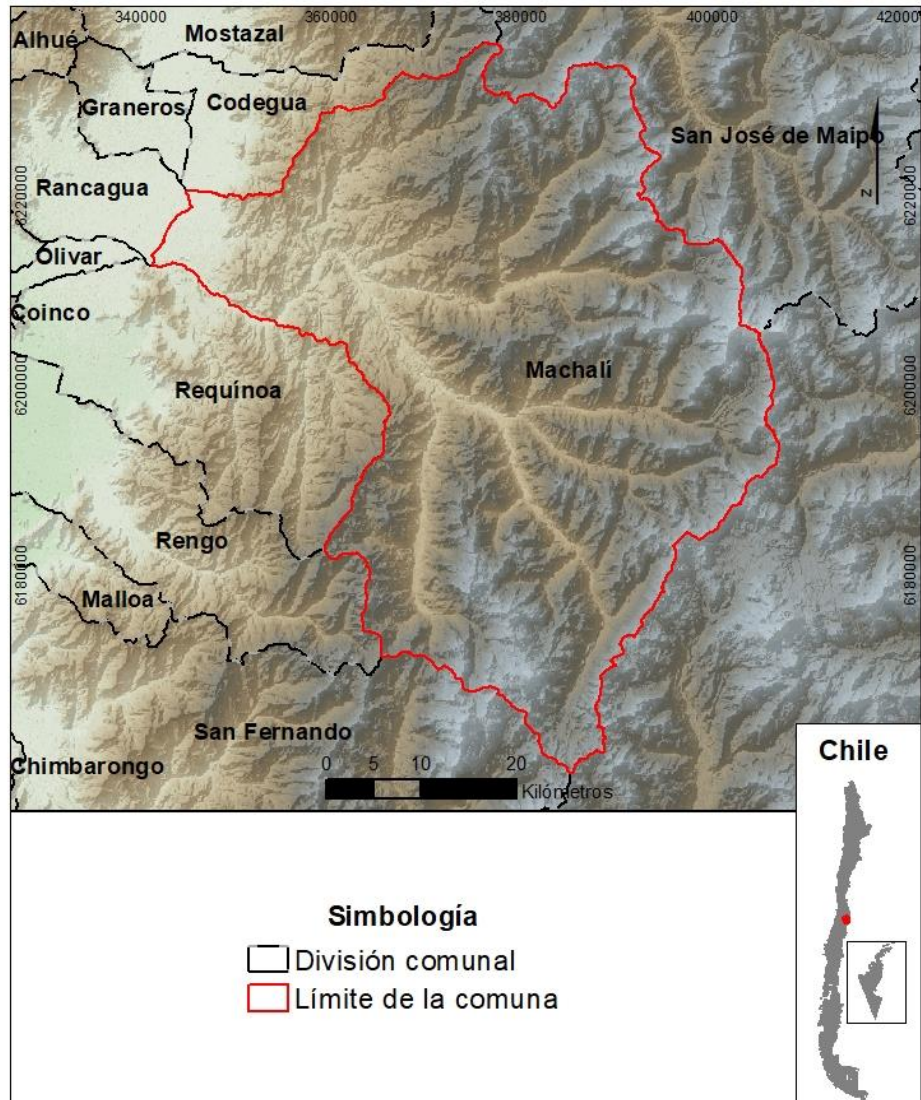 340000
360000
380000
400000
420000
Alhué
Mostazal
Graneros
Codegua
San José de Maipo
Rancagua
6220000
6220000
N
Olivar
Coinco
Machalí
Requínoa
6200000
6200000
Rengo
6180000
6180000
Malloa
San Fernando
Chimbarongo
0 5 10 20
Kilómetros
Chile
Simbología
División comunal
Límite de la comuna